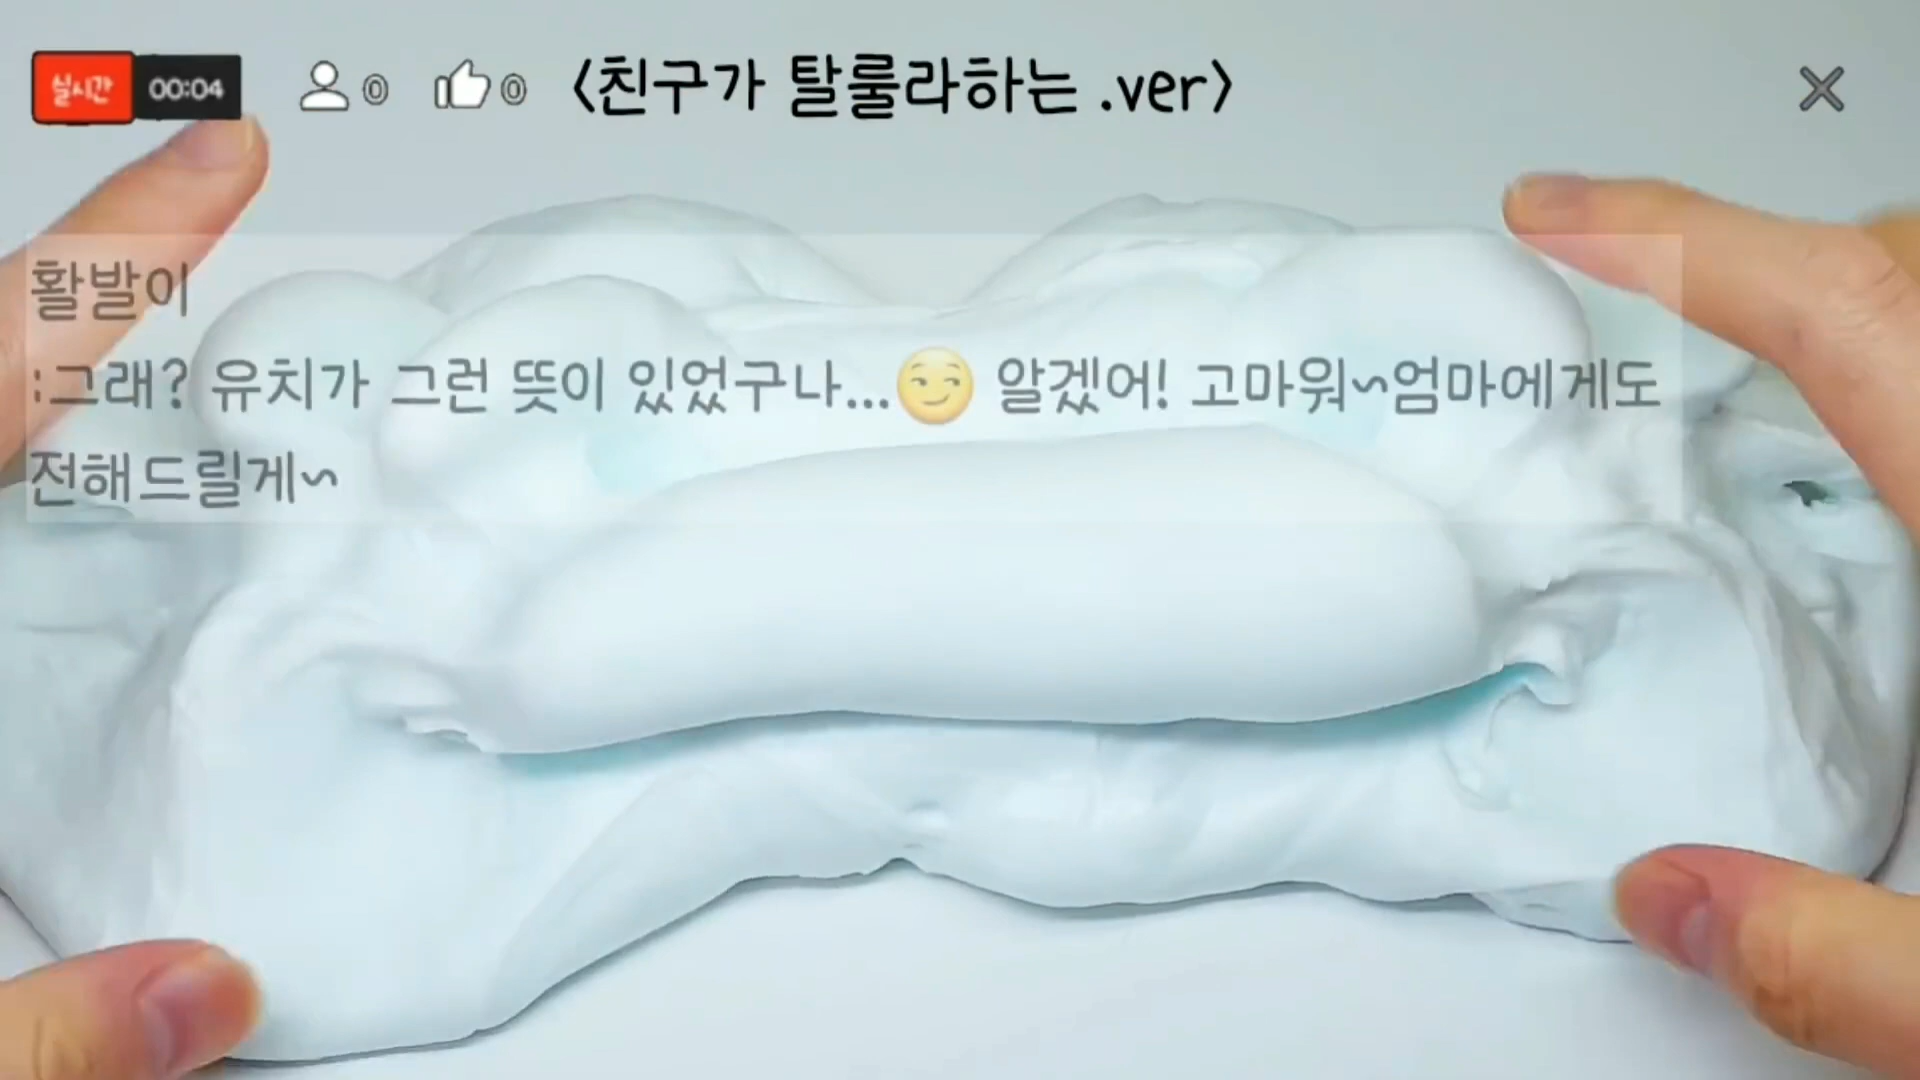 실시간 00:04 0 0 <친구가 탈룰라하는 .ver>
활발이
:그래? 유치가 그런 뜻이 있었구나...😏 알겠어! 고마워~엄마에게도
전해드릴게~